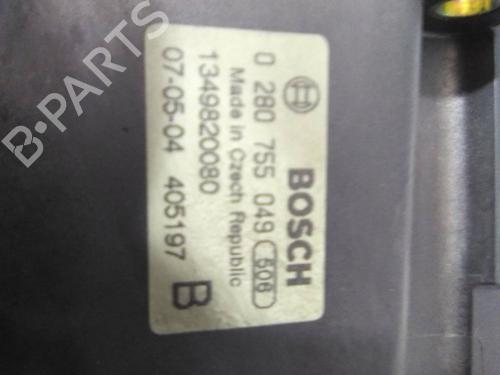 BOSCH
0 280 755 049 506
Made in Czech Republic
1349820080
07-05-04 405197 B
B-PARTS